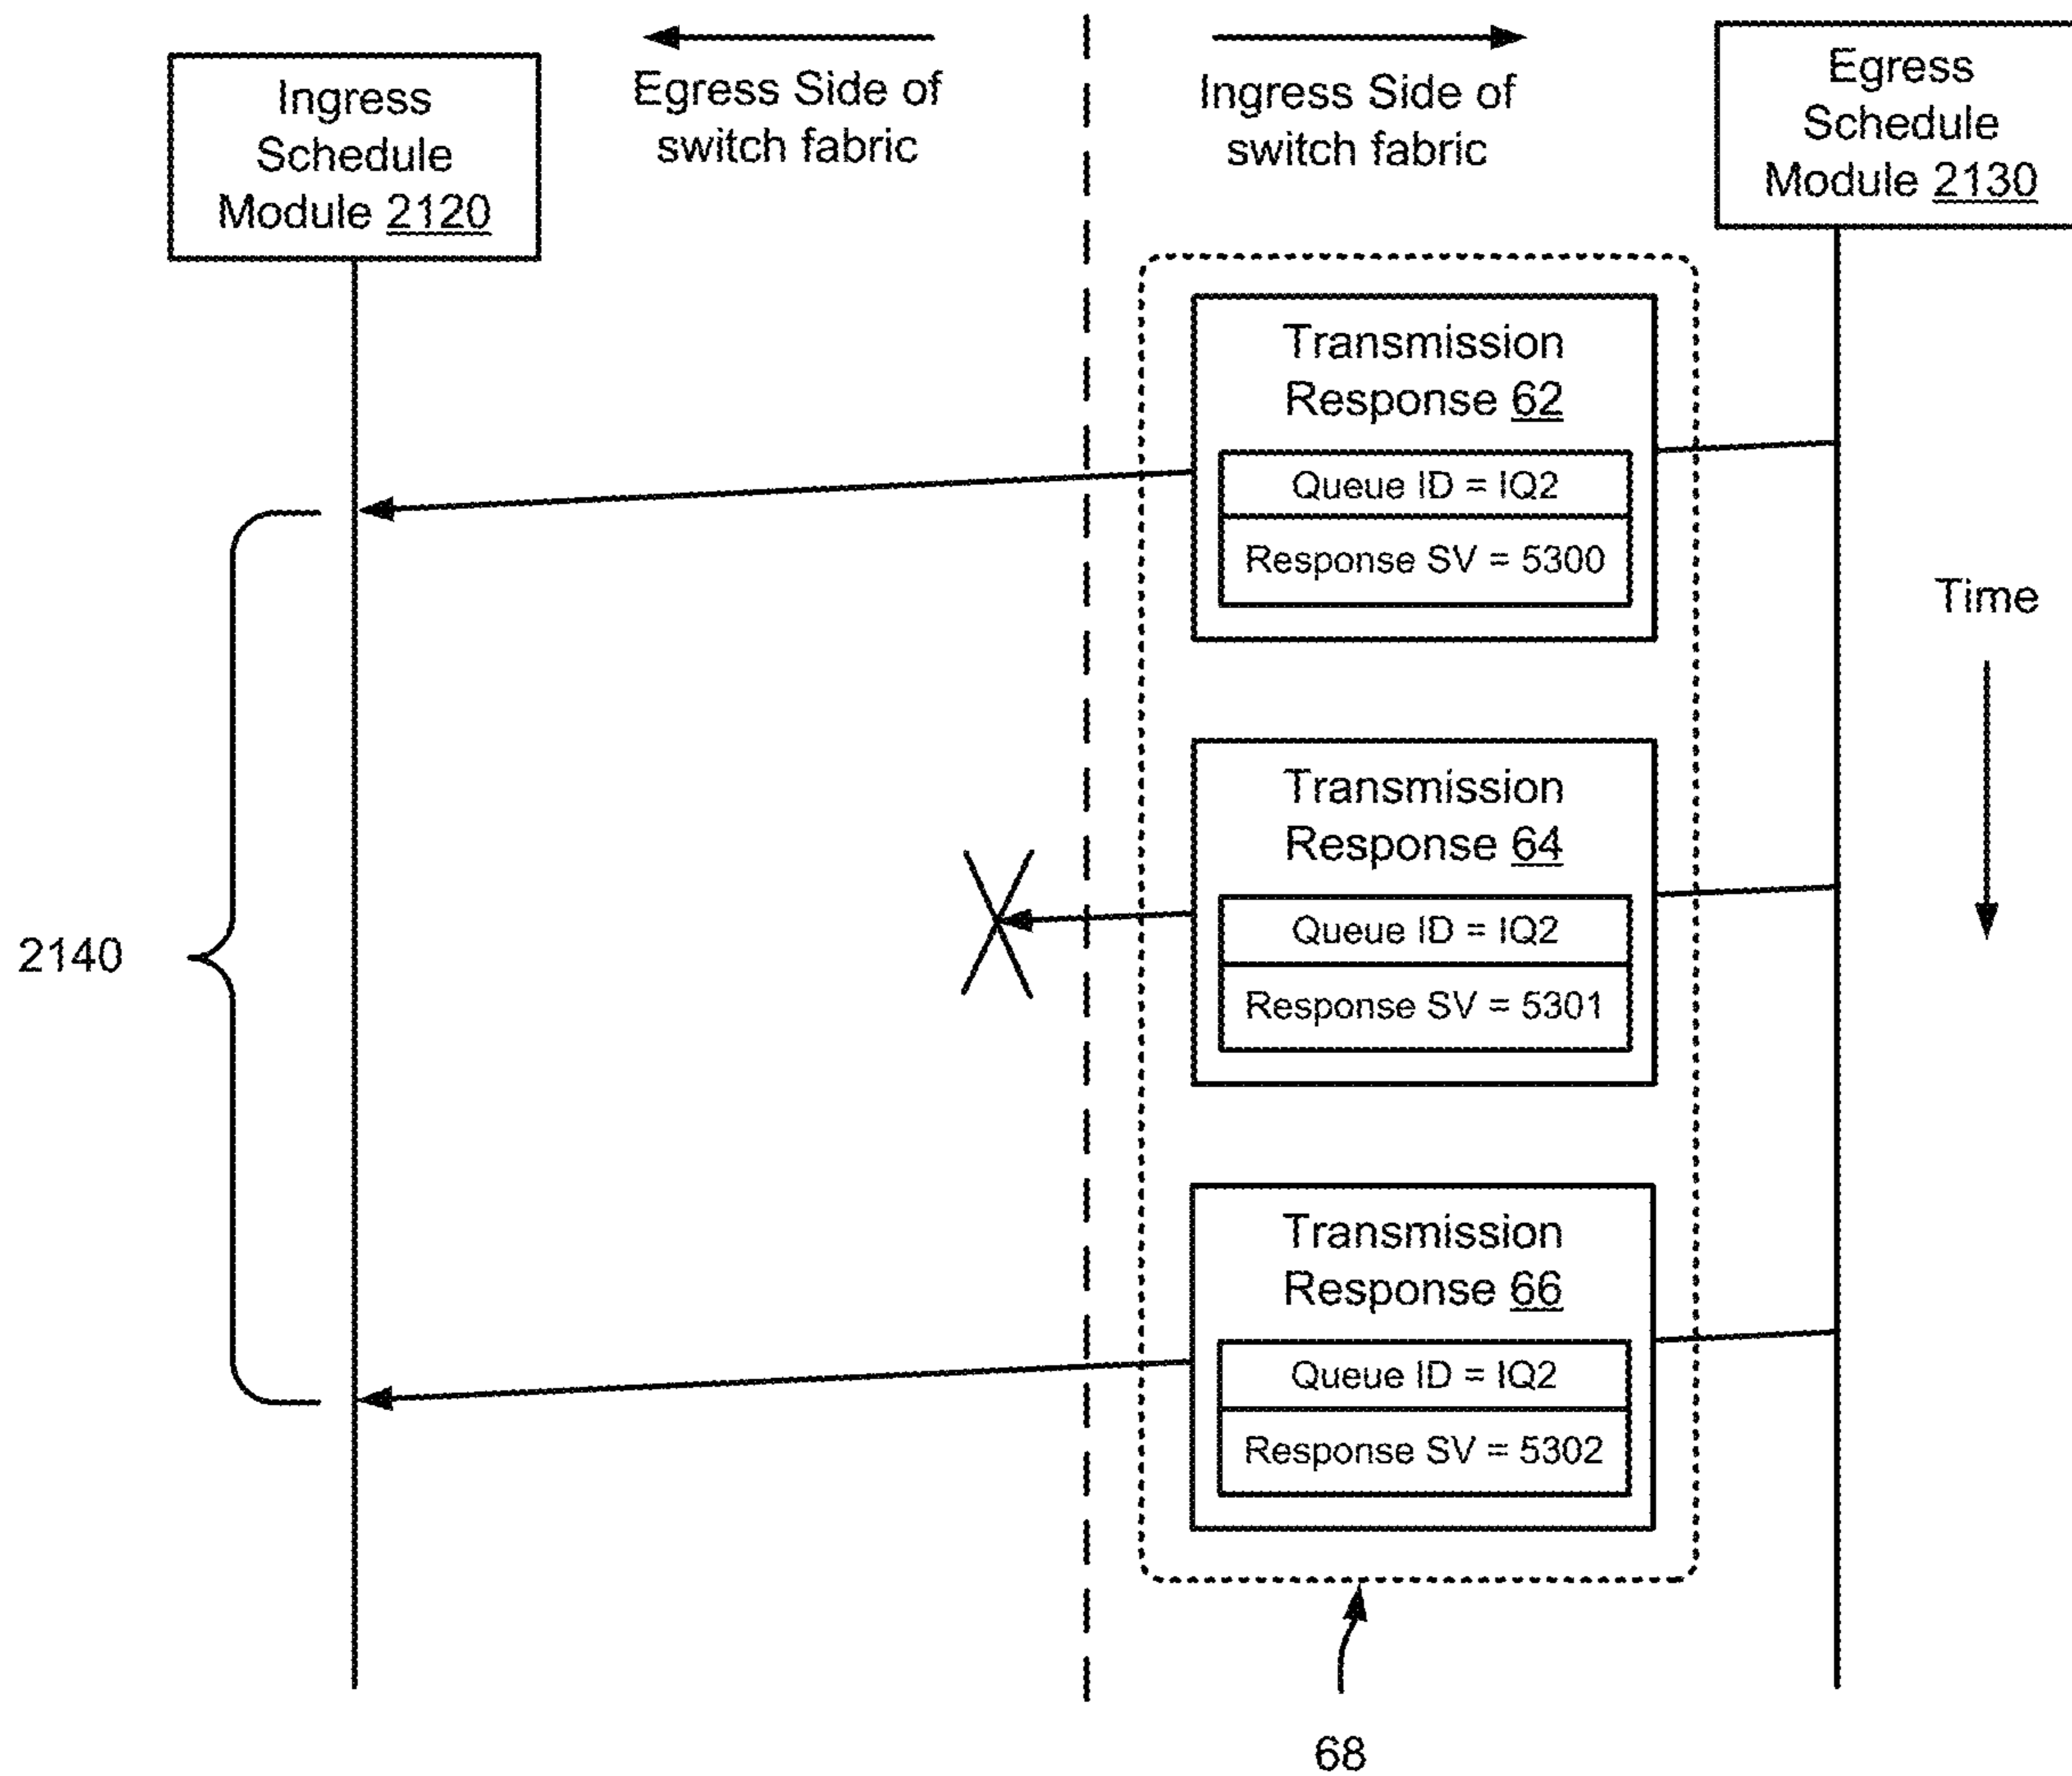 Ingress
Schedule
Module 2120
Egress Side of
switch fabric
Ingress Side of
switch fabric
Egress
Schedule
Module 2130
Transmission
Response 62
Queue ID = IQ2
Response SV = 5300
Time
Transmission
Response 64
Queue ID = IQ2
Response SV = 5301
2140
Transmission
Response 66
Queue ID = IQ2
Response SV = 5302
68